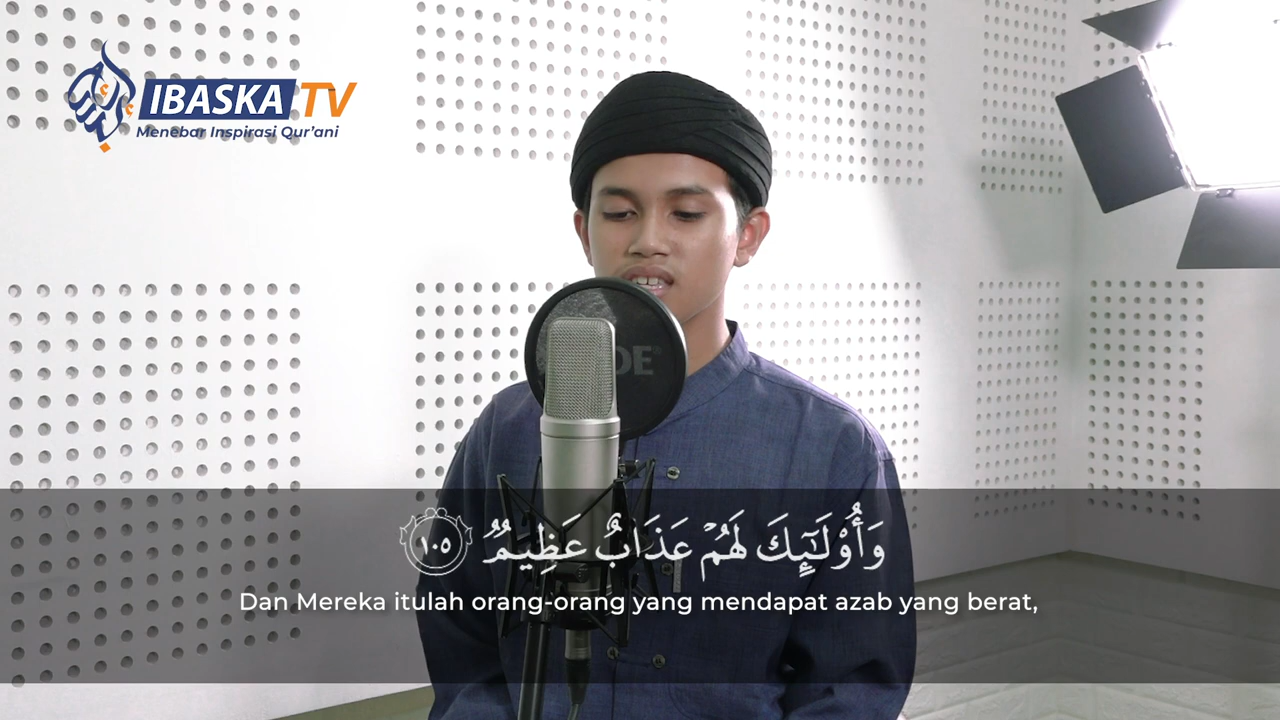 IBASKA TV
Menebar Inspirasi Qur'ani
DE
وَأُوْلَـٰٓئِكَ لَهُمۡ عَذَابٌ عَظِيمٞ ١٠٥
Dan Mereka itulah orang-orang yang mendapat azab yang berat,